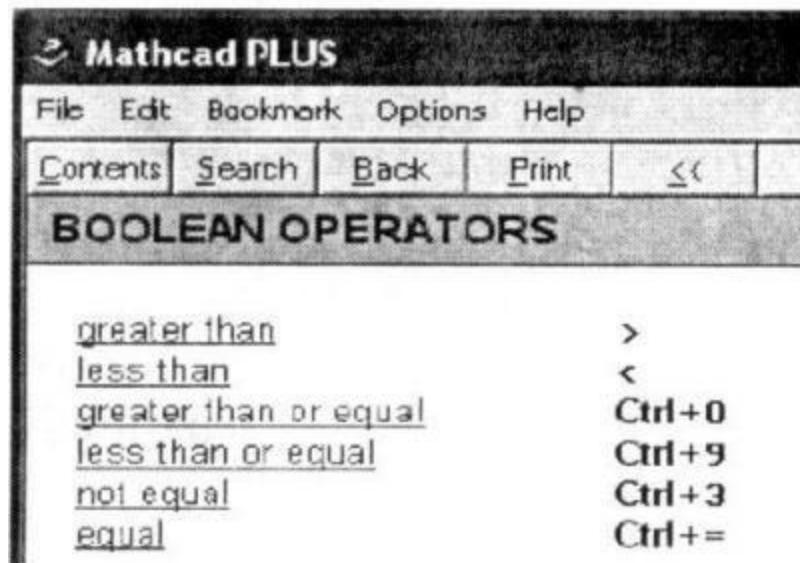 Mathcad PLUS
File Edit Bookmark Options Help
Contents Search Back Print <<
BOOLEAN OPERATORS
greater than >
less than <
greater than or equal Ctrl+0
less than or equal Ctrl+9
not equal Ctrl+3
equal Ctrl+=